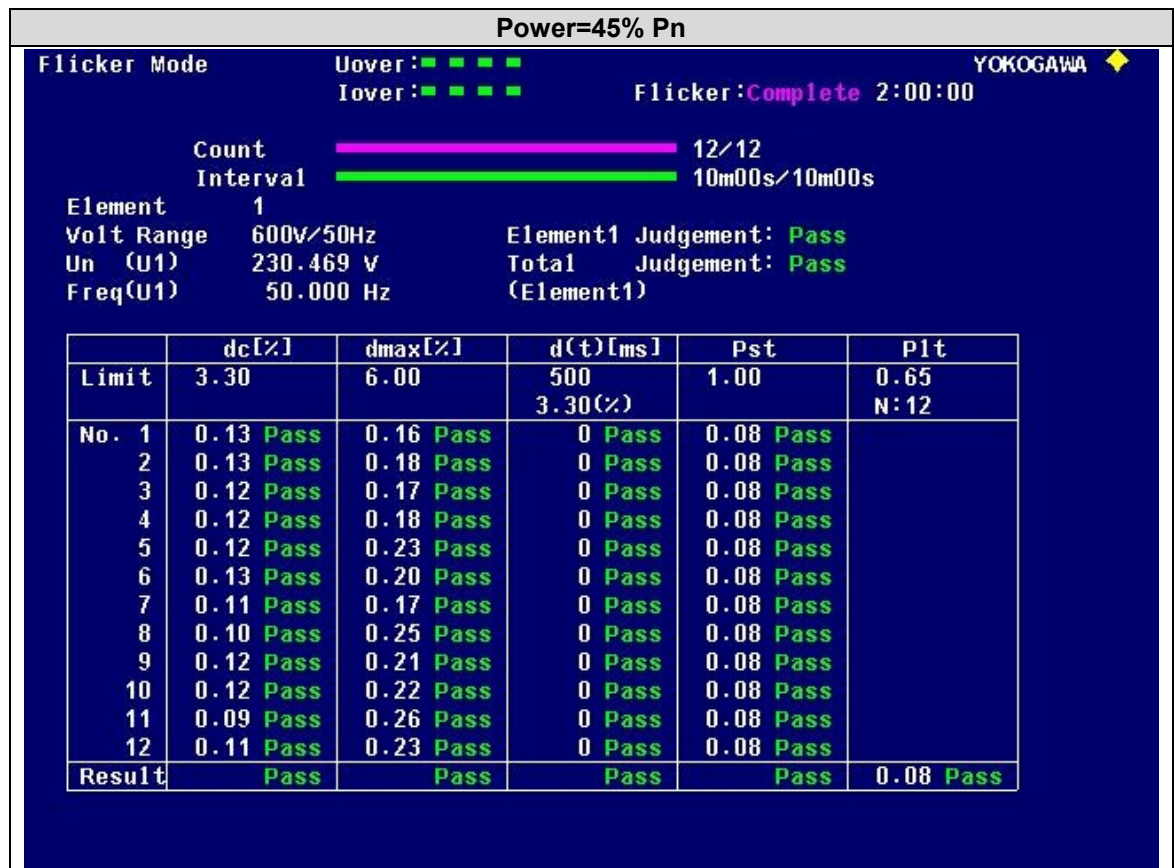 Power=45% Pn
Flicker Mode Uover: YOKOGAWA
Iover: Flicker:Complete 2:00:00
Count 12/12
Interval 10m00s/10m00s
Element 1
Volt Range 600V/50Hz Element1 Judgement: Pass
Un (U1) 230.469 V Total Judgement: Pass
Freq(U1) 50.000 Hz (Element1)
dc[%] dmax[%] d(t)[ms] Pst Plt
Limit 3.30 6.00 500 1.00 0.65
3.30(%) N:12
No. 1 0.13 Pass 0.16 Pass 0 Pass 0.08 Pass
2 0.13 Pass 0.18 Pass 0 Pass 0.08 Pass
3 0.12 Pass 0.17 Pass 0 Pass 0.08 Pass
4 0.12 Pass 0.18 Pass 0 Pass 0.08 Pass
5 0.12 Pass 0.23 Pass 0 Pass 0.08 Pass
6 0.13 Pass 0.20 Pass 0 Pass 0.08 Pass
7 0.11 Pass 0.17 Pass 0 Pass 0.08 Pass
8 0.10 Pass 0.25 Pass 0 Pass 0.08 Pass
9 0.12 Pass 0.21 Pass 0 Pass 0.08 Pass
10 0.12 Pass 0.22 Pass 0 Pass 0.08 Pass
11 0.09 Pass 0.26 Pass 0 Pass 0.08 Pass
12 0.11 Pass 0.23 Pass 0 Pass 0.08 Pass
Result Pass Pass Pass Pass 0.08 Pass